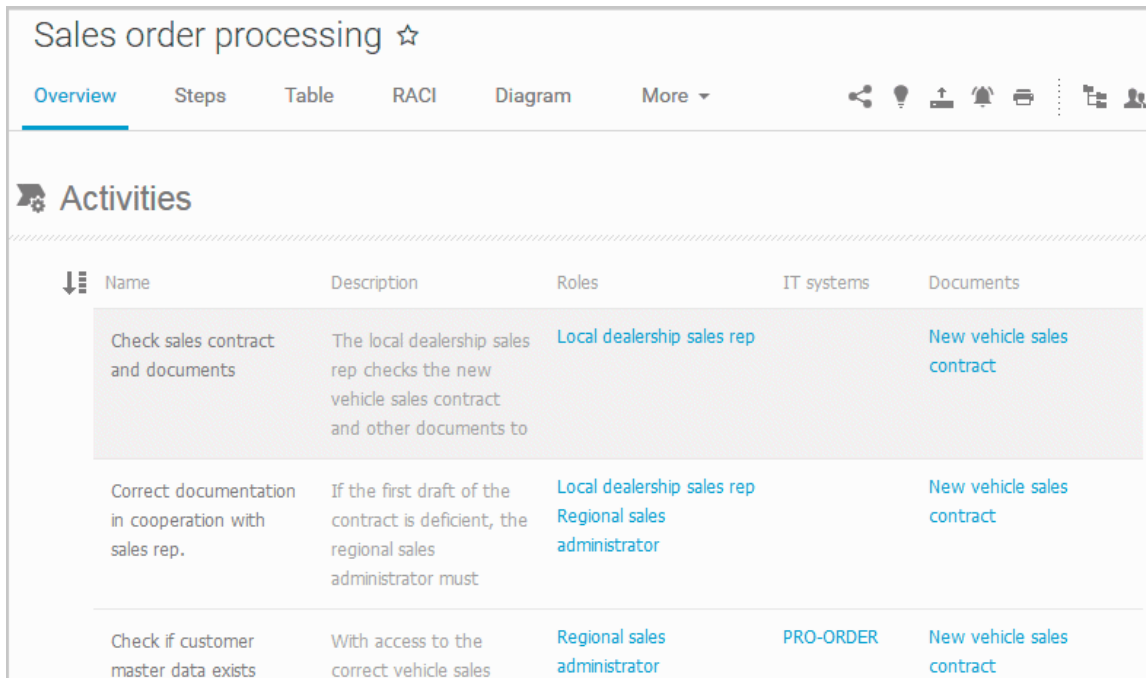 Sales order processing
Overview Steps Table RACI Diagram More
Activities
Name Description Roles IT systems Documents
Check sales contract
and documents
The local dealership sales
rep checks the new
vehicle sales contract
and other documents to
Local dealership sales rep
New vehicle sales
contract
Correct documentation
in cooperation with
sales rep.
If the first draft of the
contract is deficient, the
regional sales
administrator must
Local dealership sales rep
Regional sales
administrator
New vehicle sales
contract
Check if customer
master data exists
With access to the
correct vehicle sales
Regional sales
administrator
PRO-ORDER
New vehicle sales
contract